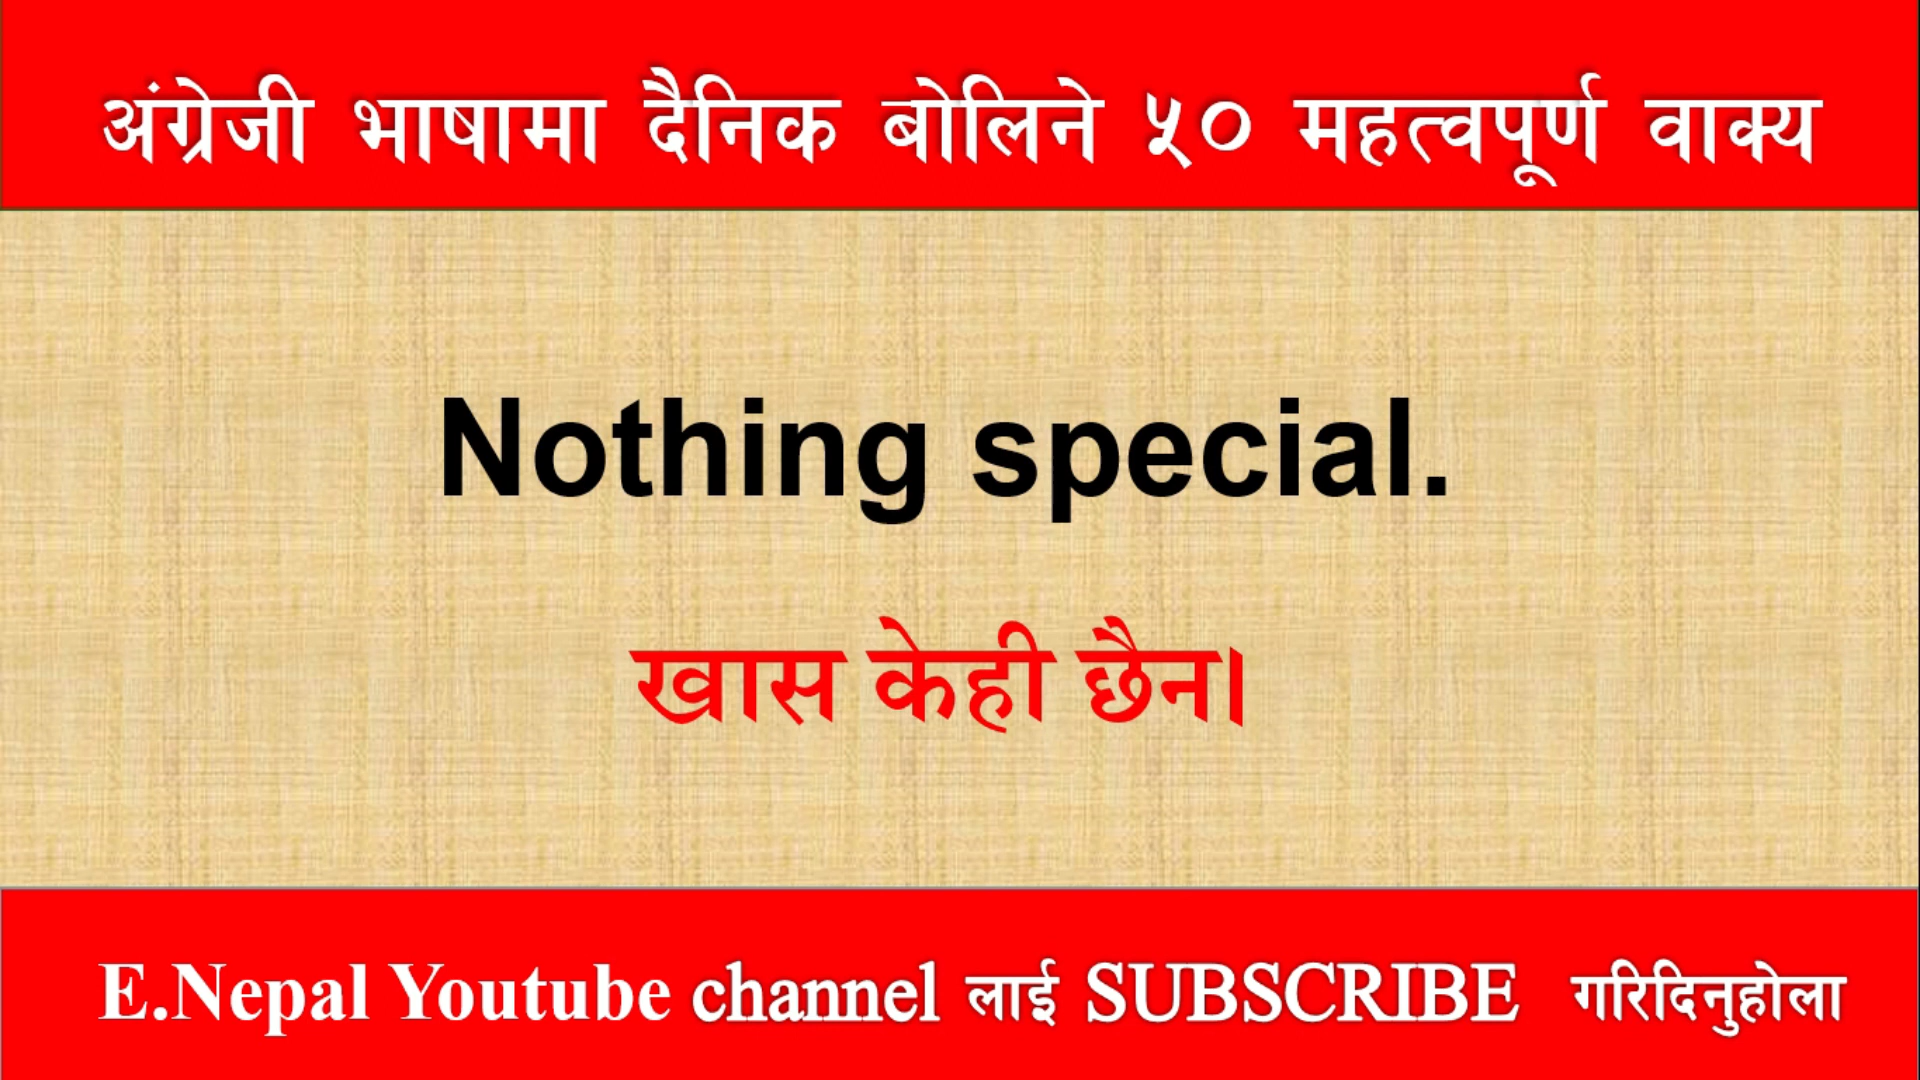 अंग्रेजी भाषामा दैनिक बोलिने ५० महत्वपूर्ण वाक्य
Nothing special.
खास केही छैन।
E.Nepal Youtube channel लाई SUBSCRIBE गरिदिनुहोला